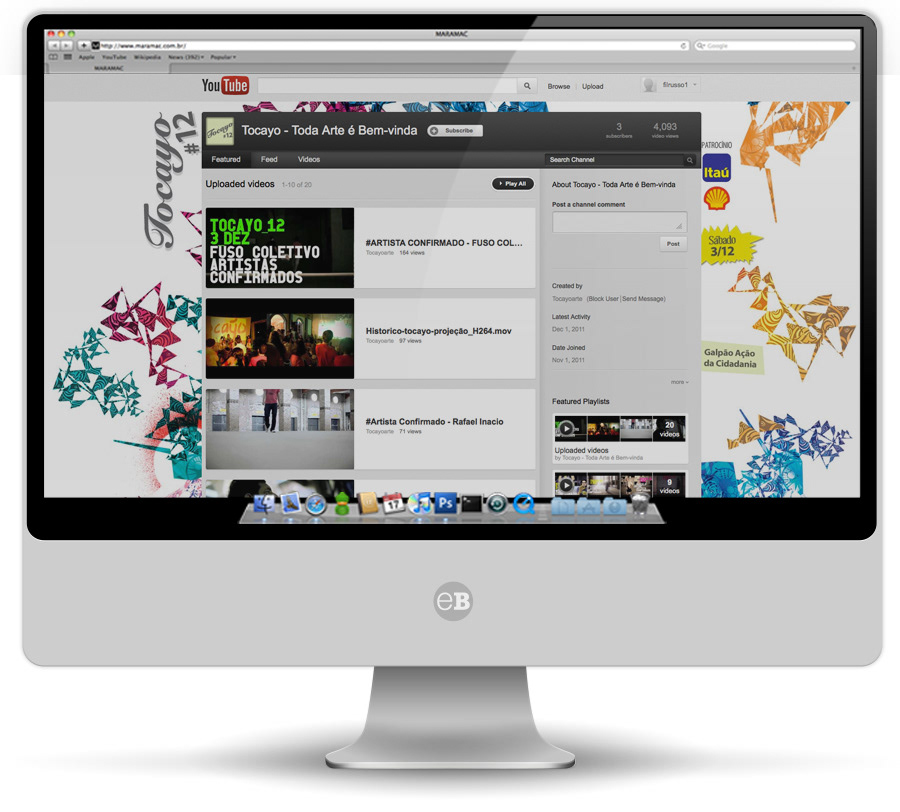 MARAMAC
http://www.maramac.com.br/
Google
Apple YouTube Wikipedia News (392) Popular
MARAMAC
YouTube
Browse | Upload
filrusso1
Tocayo
#12
Tocayo
#12
Tocayo - Toda Arte é Bem-vinda
Subscribe
3
subscribers
4,093
video views
Featured Feed Videos
Search Channel
Uploaded videos 1-10 of 20
Play All
TOCAYO_12
3 DEZ
FUSO COLETIVO
ARTISTAS
CONFIRMADOS
#ARTISTA CONFIRMADO - FUSO COL...
Tocayoarte 164 views
Historico-tocayo-projeção_H264.mov
Tocayoarte 97 views
#Artista Confirmado - Rafael Inacio
Tocayoarte 71 views
About Tocayo - Toda Arte é Bem-vinda
Post a channel comment
Post
Created by
Tocayoarte (Block User | Send Message)
Latest Activity
Dec 1, 2011
Date Joined
Nov 1, 2011
more
Featured Playlists
20
videos
Uploaded videos
by Tocayo - Toda Arte é Bem-vinda
9
videos
PATROCÍNIO
Itaú
Sábado
3/12
Galpão Ação
da Cidadania
17
Ps
eB